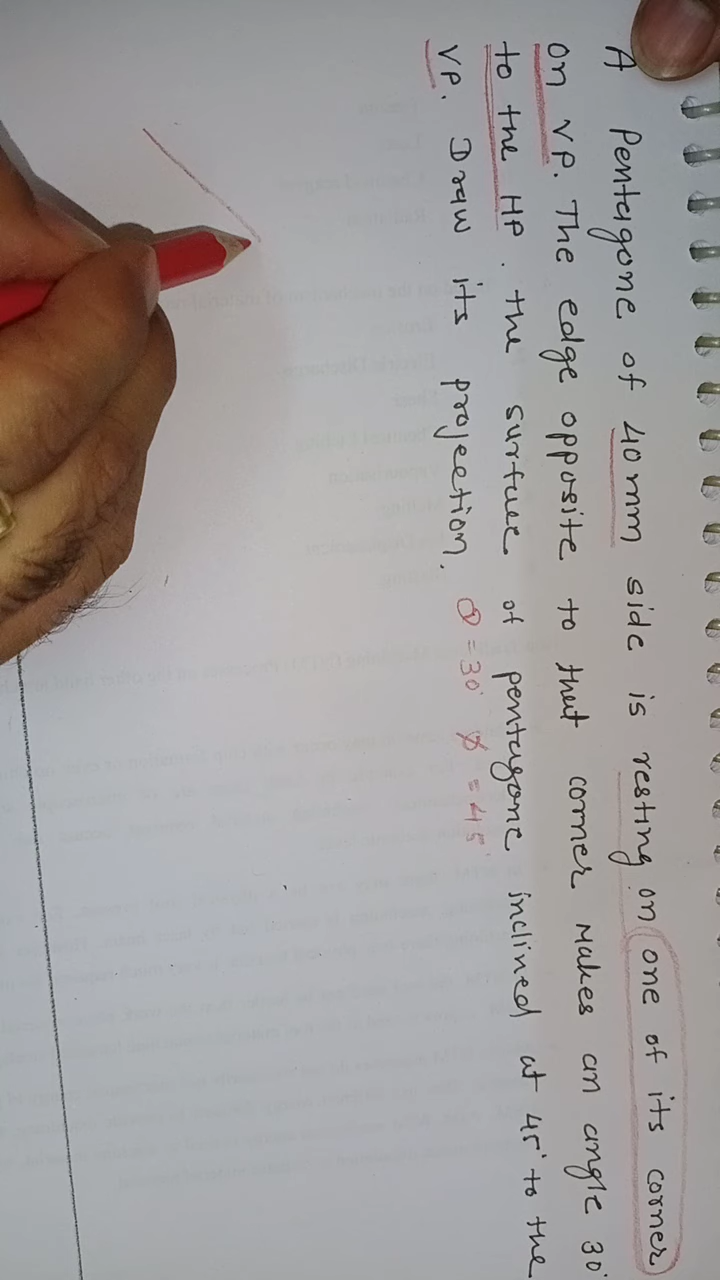 A Pentagone of 40mm side is resting on one of its corner
on VP. The edge opposite to that corner makes an angle 30°
to the HP. the surface of pentagone inclined at 45° to the
VP. Draw its projection. θ = 30° ø = 45°